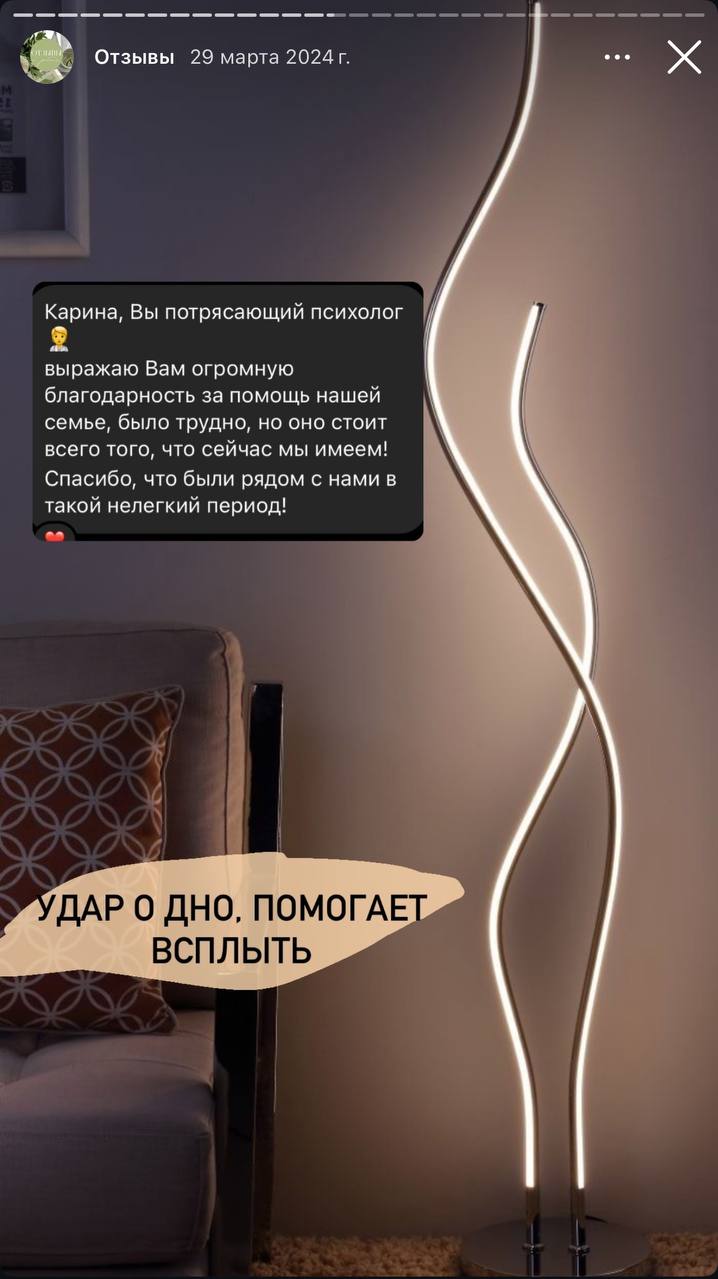 Отзывы 29 марта 2024 г.
Карина, Вы потрясающий психолог
выражаю Вам огромную
благодарность за помощь нашей
семье, было трудно, но оно стоит
всего того, что сейчас мы имеем!
Спасибо, что были рядом с нами в
такой нелегкий период!
УДАР О ДНО, ПОМОГАЕТ
ВСПЛЫТЬ